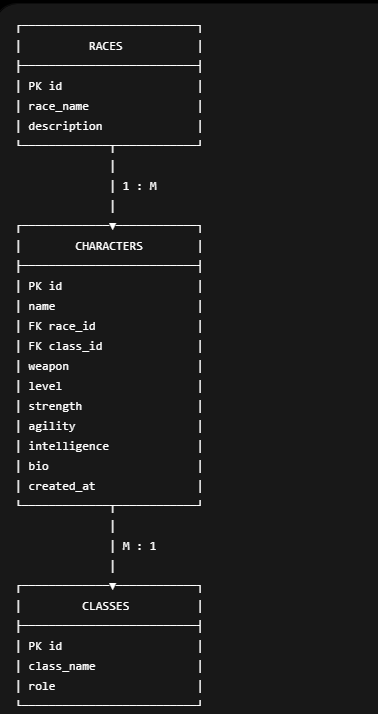 RACES
PK id
race_name
description
1 : M
CHARACTERS
PK id
name
FK race_id
FK class_id
weapon
level
strength
agility
intelligence
bio
created_at
M : 1
CLASSES
PK id
class_name
role